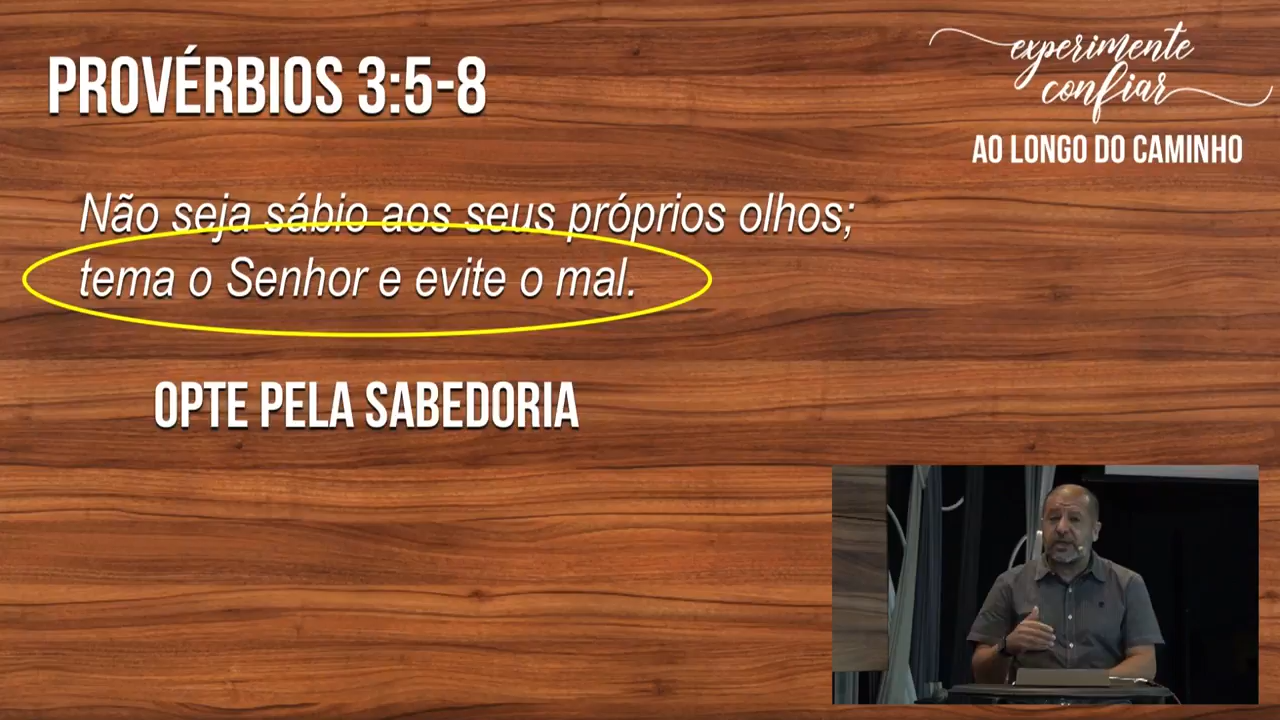 PROVÉRBIOS 3:5-8
experimente
confiar
AO LONGO DO CAMINHO
Não seja sábio aos seus próprios olhos;
tema o Senhor e evite o mal.
OPTE PELA SABEDORIA